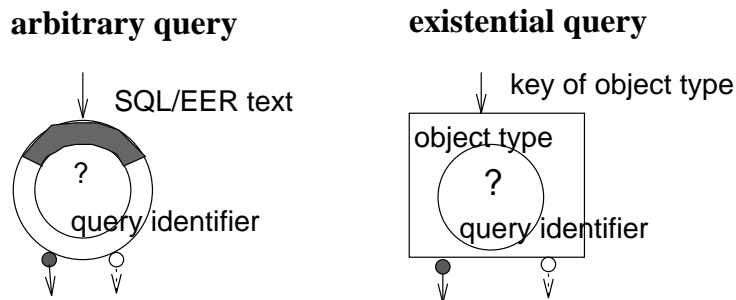 arbitrary query
SQL/EER text
?
query identifier
existential query
key of object type
object type
?
query identifier